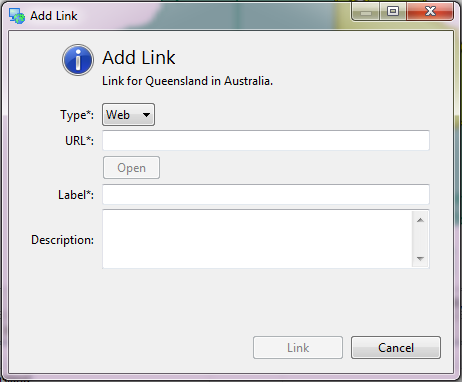 Add Link
Add Link
Link for Queensland in Australia.
Type*: Web
URL*:
Open
Label*:
Description:
Link Cancel